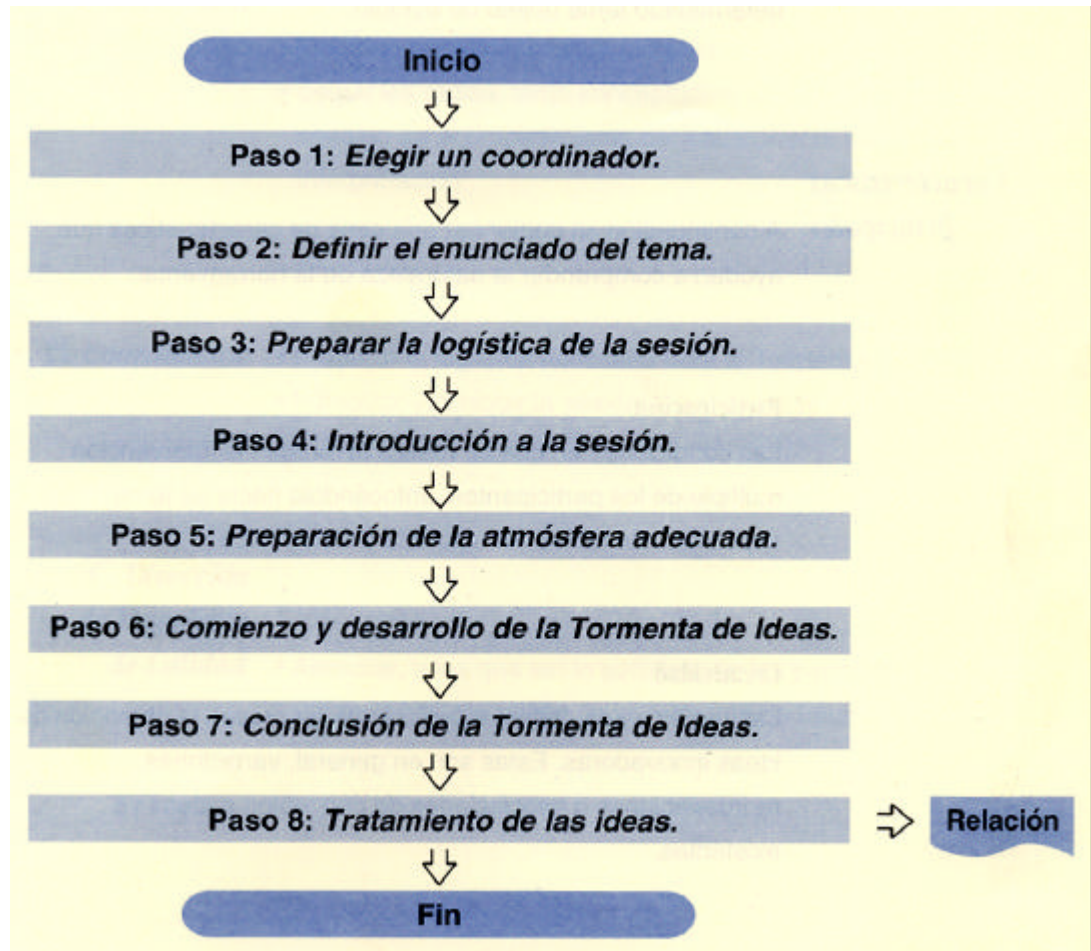 Inicio
Paso 1: Elegir un coordinador.
Paso 2: Definir el enunciado del tema.
Paso 3: Preparar la logística de la sesión.
Paso 4: Introducción a la sesión.
Paso 5: Preparación de la atmósfera adecuada.
Paso 6: Comienzo y desarrollo de la Tormenta de Ideas.
Paso 7: Conclusión de la Tormenta de Ideas.
Paso 8: Tratamiento de las ideas.
Relación
Fin